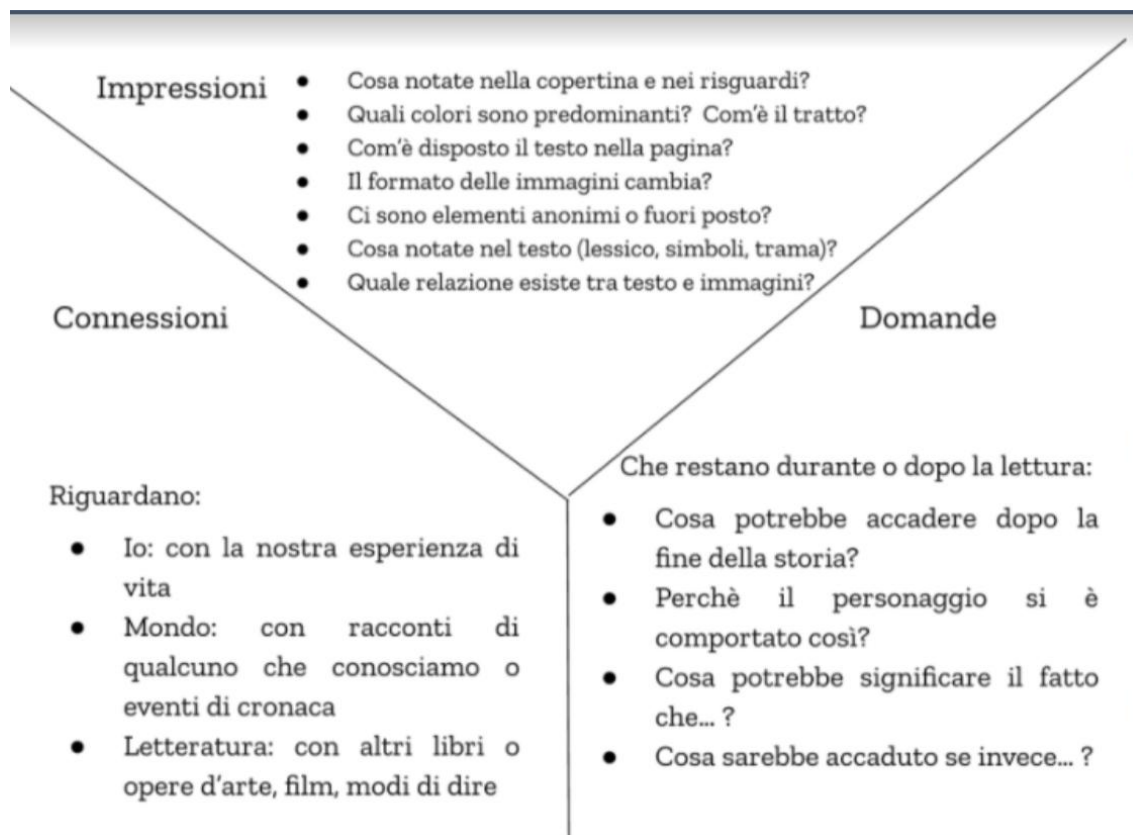 Impressioni
● Cosa notate nella copertina e nei risguardi?
● Quali colori sono predominanti? Com'è il tratto?
● Com'è disposto il testo nella pagina?
● Il formato delle immagini cambia?
● Ci sono elementi anonimi o fuori posto?
● Cosa notate nel testo (lessico, simboli, trama)?
● Quale relazione esiste tra testo e immagini?
Connessioni
Riguardano:
● Io: con la nostra esperienza di
vita
● Mondo: con racconti di
qualcuno che conosciamo o
eventi di cronaca
● Letteratura: con altri libri o
opere d'arte, film, modi di dire
Domande
Che restano durante o dopo la lettura:
● Cosa potrebbe accadere dopo la
fine della storia?
● Perchè il personaggio si è
comportato così?
● Cosa potrebbe significare il fatto
che... ?
● Cosa sarebbe accaduto se invece... ?